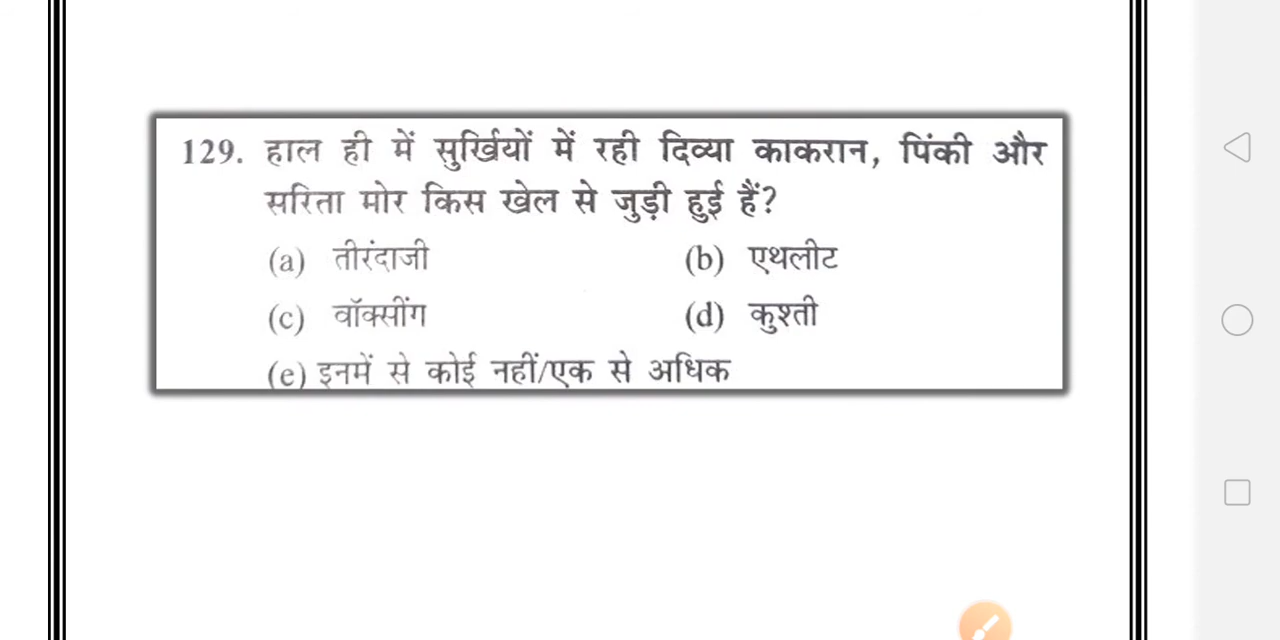 129. हाल ही में सुर्खियों में रही दिव्या काकरान, पिंकी और
सरिता मोर किस खेल से जुड़ी हुई हैं?
(a) तीरंदाजी (b) एथलीट
(c) वॉक्सींग (d) कुश्ती
(e) इनमें से कोई नहीं/एक से अधिक